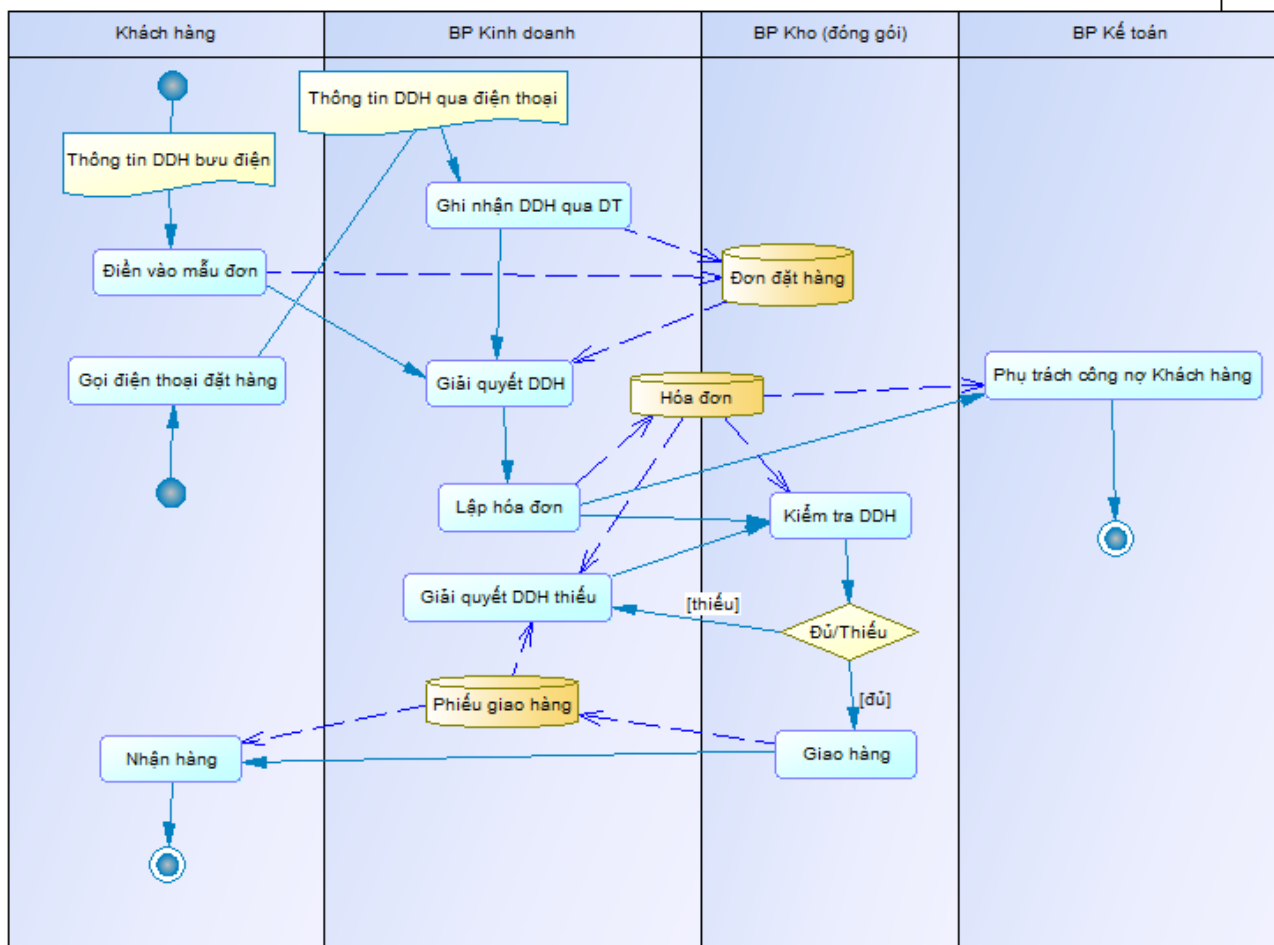 Khách hàng
BP Kinh doanh
BP Kho (đóng gói)
BP Kế toán
Thông tin DDH qua điện thoại
Thông tin DDH bưu điện
Ghi nhận DDH qua DT
Điền vào mẫu đơn
Đơn đặt hàng
Gọi điện thoại đặt hàng
Giải quyết DDH
Hóa đơn
Phụ trách công nợ Khách hàng
Lập hóa đơn
Kiểm tra DDH
Giải quyết DDH thiếu
[thiếu]
Đủ/Thiếu
Phiếu giao hàng
[đủ]
Nhận hàng
Giao hàng